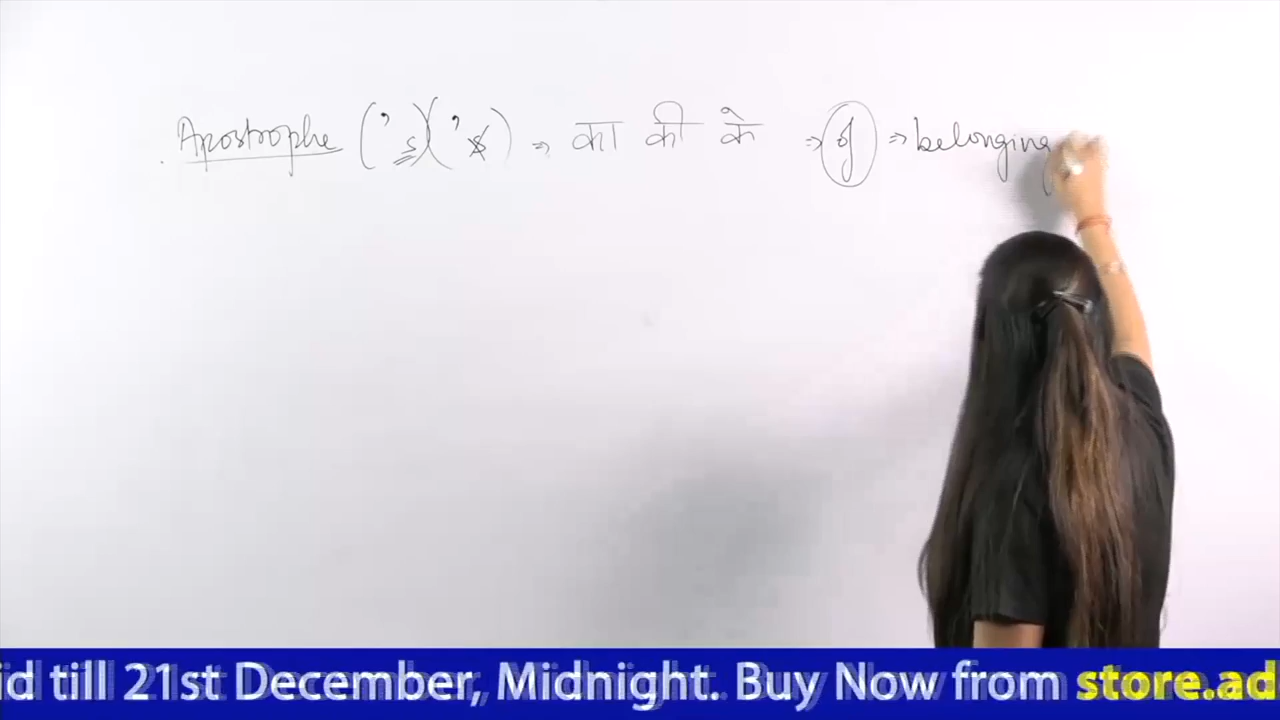 Apostrophe ('s) ('s) ⇒ का की के ⇒ of ⇒ belonging
id till 21st December, Midnight. Buy Now from store.ad